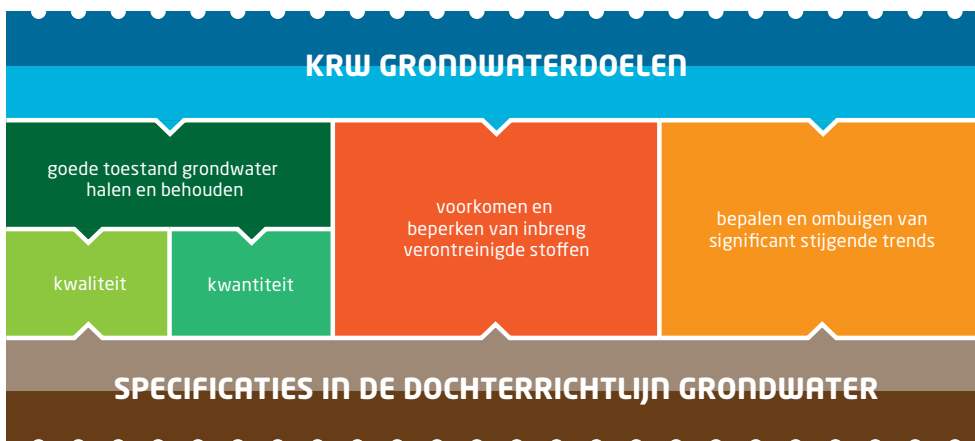 KRW GRONDWATERDOELEN
goede toestand grondwater
halen en behouden
kwaliteit
kwantiteit
voorkomen en
beperken van inbreng
verontreinigde stoffen
bepalen en ombuigen van
significant stijgende trends
SPECIFICATIES IN DE DOCHTERRICHTLIJN GRONDWATER